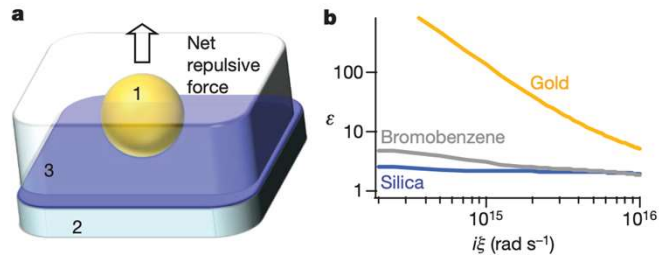 a
Net
repulsive
force
1
3
2
b
100
10
1
ε
Gold
Bromobenzene
Silica
10¹⁵
10¹⁶
iξ (rad s⁻¹)